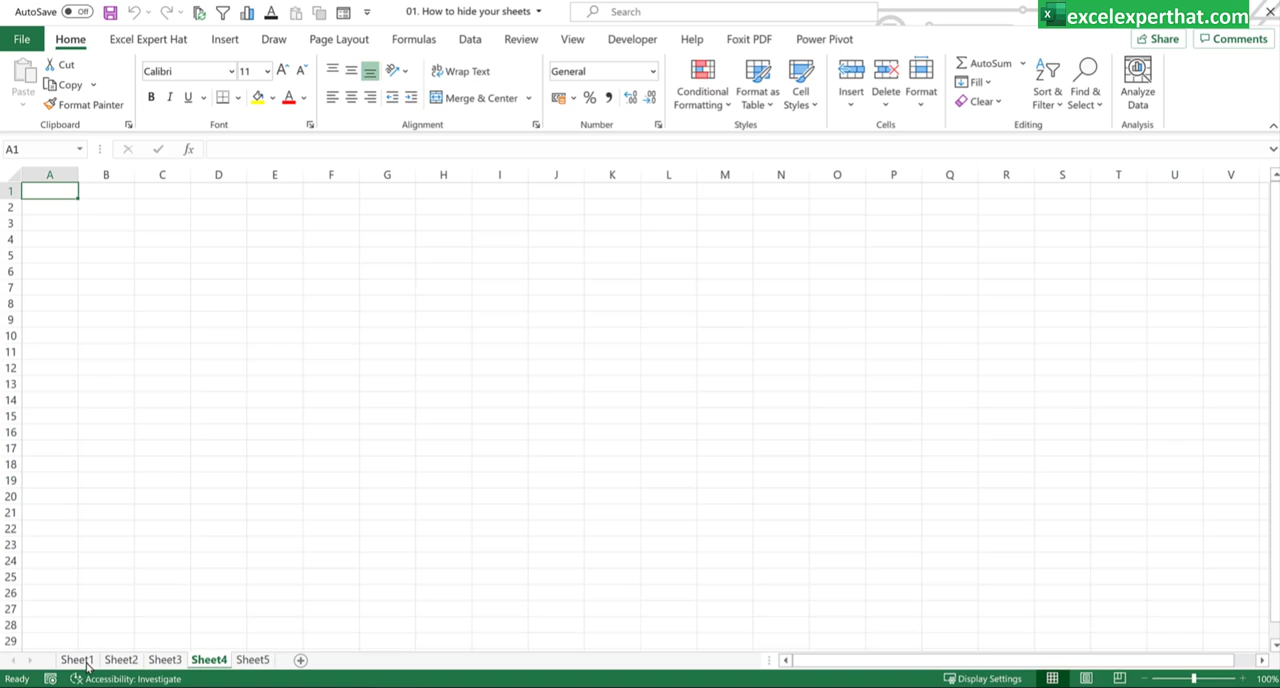 AutoSave Off 01. How to hide your sheets Search excelexperthat.com
File Home Excel Expert Hat Insert Draw Page Layout Formulas Data Review View Developer Help Foxit PDF Power Pivot Share Comments
Paste Cut Copy Format Painter
Calibri 11 A A B I U A
Wrap Text Merge & Center
General % 9
Conditional Formatting Format as Table Cell Styles
Insert Delete Format
AutoSum Fill Clear Sort & Filter Find & Select
Analyze Data
Clipboard Font Alignment Number Styles Cells Editing Analysis
A1 fx
A B C D E F G H I J K L M N O P Q R S T U V
1
2
3
4
5
6
7
8
9
10
11
12
13
14
15
16
17
18
19
20
21
22
23
24
25
26
27
28
29
Sheet1 Sheet2 Sheet3 Sheet4 Sheet5
Ready Accessibility: Investigate Display Settings 100%